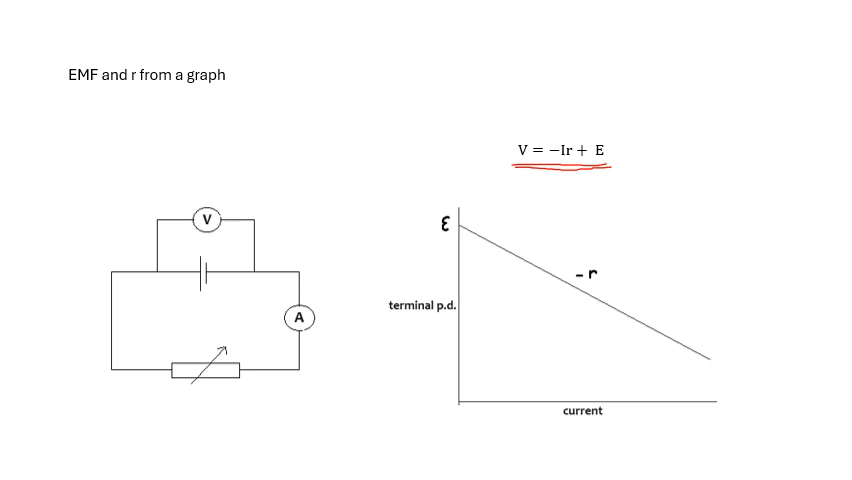 EMF and r from a graph
V = −Ir + E
V
A
ε
- r
terminal p.d.
current